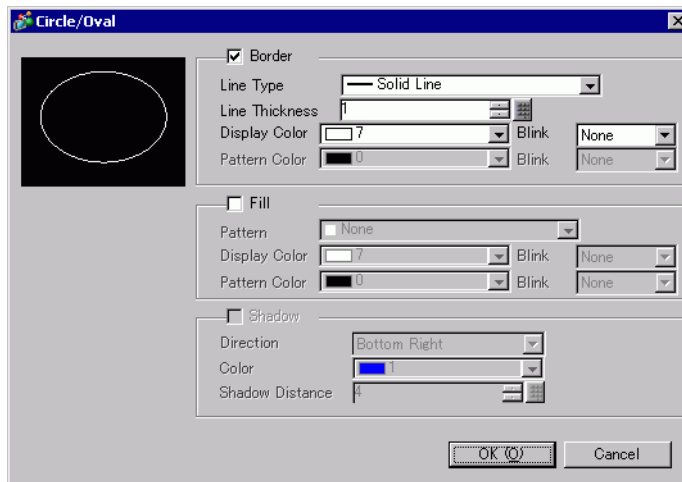 Circle/Oval
Border
Line Type Solid Line
Line Thickness 1
Display Color 7 Blink None
Pattern Color 0 Blink None
Fill
Pattern None
Display Color 7 Blink None
Pattern Color 0 Blink None
Shadow
Direction Bottom Right
Color 1
Shadow Distance 4
OK (O) Cancel